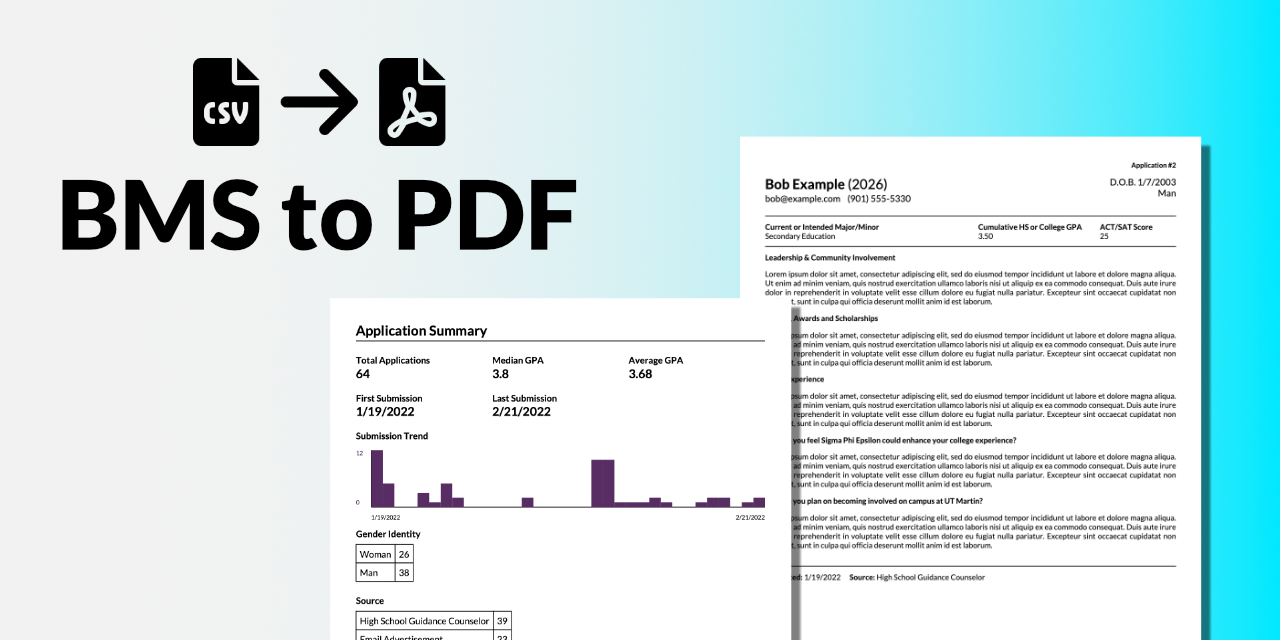 CSV
BMS to PDF
Application #2
Bob Example (2026)
D.O.B. 1/7/2003
bob@example.com (901) 555-5330
Man
Current or Intended Major/Minor
Cumulative HS or College GPA
ACT/SAT Score
Secondary Education
3.50
25
Leadership & Community Involvement
Lorem ipsum dolor sit amet, consectetur adipiscing elit, sed do eiusmod tempor incididunt ut labore et dolore magna aliqua.
Ut enim ad minim veniam, quis nostrud exercitation ullamco laboris nisi ut aliquip ex ea commodo consequat. Duis aute irure
dolor in reprehenderit in voluptate velit esse cillum dolore eu fugiat nulla pariatur. Excepteur sint occaecat cupidatat non
t, sunt in culpa qui officia deserunt mollit anim id est laborum.
Awards and Scholarships
psum dolor sit amet, consectetur adipiscing elit, sed do eiusmod tempor incididunt ut labore et dolore magna aliqua.
ad minim veniam, quis nostrud exercitation ullamco laboris nisi ut aliquip ex ea commodo consequat. Duis aute irure
reprehenderit in voluptate velit esse cillum dolore eu fugiat nulla pariatur. Excepteur sint occaecat cupidatat non
t, sunt in culpa qui officia deserunt mollit anim id est laborum.
xperience
psum dolor sit amet, consectetur adipiscing elit, sed do eiusmod tempor incididunt ut labore et dolore magna aliqua.
ad minim veniam, quis nostrud exercitation ullamco laboris nisi ut aliquip ex ea commodo consequat. Duis aute irure
reprehenderit in voluptate velit esse cillum dolore eu fugiat nulla pariatur. Excepteur sint occaecat cupidatat non
t, sunt in culpa qui officia deserunt mollit anim id est laborum.
you feel Sigma Phi Epsilon could enhance your college experience?
psum dolor sit amet, consectetur adipiscing elit, sed do eiusmod tempor incididunt ut labore et dolore magna aliqua.
ad minim veniam, quis nostrud exercitation ullamco laboris nisi ut aliquip ex ea commodo consequat. Duis aute irure
reprehenderit in voluptate velit esse cillum dolore eu fugiat nulla pariatur. Excepteur sint occaecat cupidatat non
t, sunt in culpa qui officia deserunt mollit anim id est laborum.
you plan on becoming involved on campus at UT Martin?
psum dolor sit amet, consectetur adipiscing elit, sed do eiusmod tempor incididunt ut labore et dolore magna aliqua.
ad minim veniam, quis nostrud exercitation ullamco laboris nisi ut aliquip ex ea commodo consequat. Duis aute irure
reprehenderit in voluptate velit esse cillum dolore eu fugiat nulla pariatur. Excepteur sint occaecat cupidatat non
t, sunt in culpa qui officia deserunt mollit anim id est laborum.
ed: 1/19/2022 Source: High School Guidance Counselor
Application Summary
Total Applications
Median GPA
Average GPA
64
3.8
3.68
First Submission
Last Submission
1/19/2022
2/21/2022
Submission Trend
12
0
1/19/2022
2/21/2022
Gender Identity
Woman 26
Man 38
Source
High School Guidance Counselor 39
Email Advertisement 23